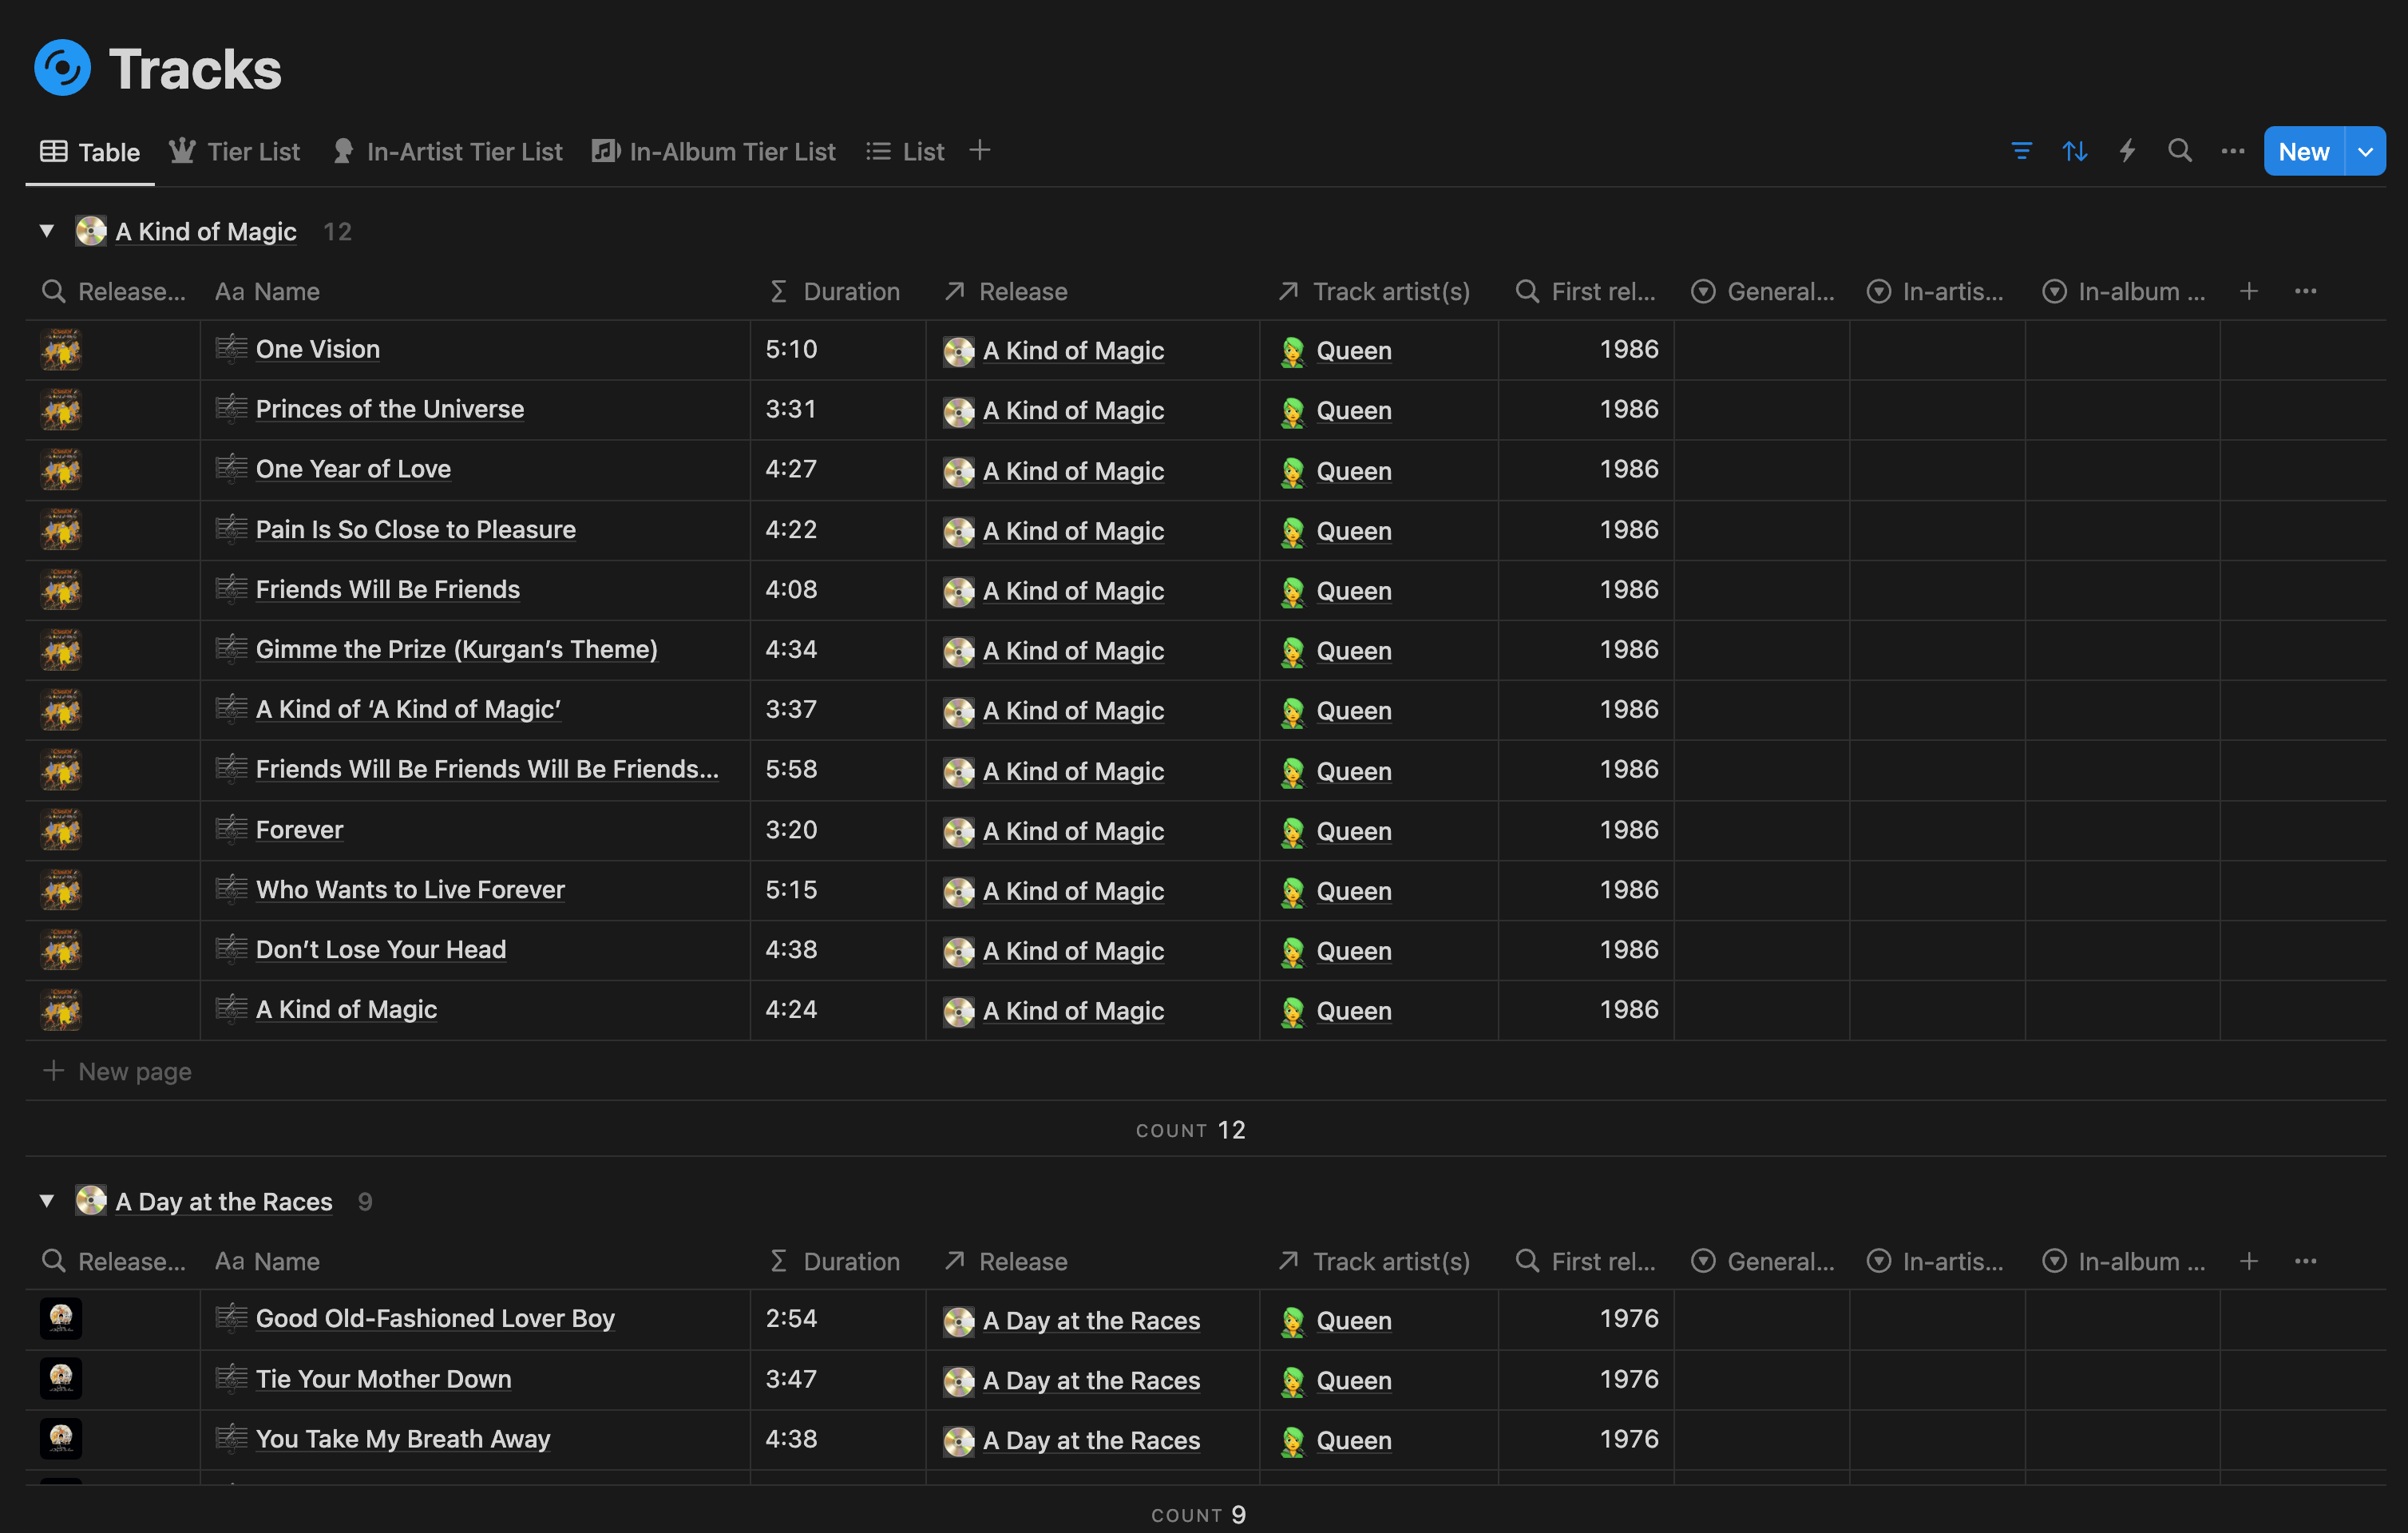 Tracks
Table Tier List In-Artist Tier List In-Album Tier List List New
A Kind of Magic 12
Release... Aa Name Σ Duration Release Track artist(s) First rel... General... In-artis... In-album ...
One Vision 5:10 A Kind of Magic Queen 1986
Princes of the Universe 3:31 A Kind of Magic Queen 1986
One Year of Love 4:27 A Kind of Magic Queen 1986
Pain Is So Close to Pleasure 4:22 A Kind of Magic Queen 1986
Friends Will Be Friends 4:08 A Kind of Magic Queen 1986
Gimme the Prize (Kurgan’s Theme) 4:34 A Kind of Magic Queen 1986
A Kind of ‘A Kind of Magic’ 3:37 A Kind of Magic Queen 1986
Friends Will Be Friends Will Be Friends... 5:58 A Kind of Magic Queen 1986
Forever 3:20 A Kind of Magic Queen 1986
Who Wants to Live Forever 5:15 A Kind of Magic Queen 1986
Don’t Lose Your Head 4:38 A Kind of Magic Queen 1986
A Kind of Magic 4:24 A Kind of Magic Queen 1986
New page
COUNT 12
A Day at the Races 9
Release... Aa Name Σ Duration Release Track artist(s) First rel... General... In-artis... In-album ...
Good Old-Fashioned Lover Boy 2:54 A Day at the Races Queen 1976
Tie Your Mother Down 3:47 A Day at the Races Queen 1976
You Take My Breath Away 4:38 A Day at the Races Queen 1976
COUNT 9